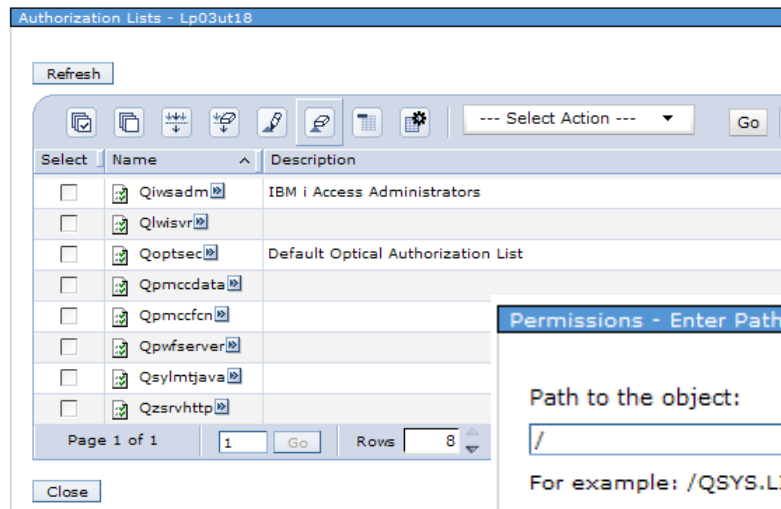 Authorization Lists - Lp03ut18
Refresh
--- Select Action --- Go
Select Name Description
Qiwsadm IBM i Access Administrators
Qlwisvr
Qoptsec Default Optical Authorization List
Qpmccdata
Qpmccfcn
Qpwfserver
Qsylmtjava
Qzsrvhttp
Page 1 of 1 1 Go Rows 8
Close
Permissions - Enter Path
Path to the object:
/
For example: /QSYS.LI